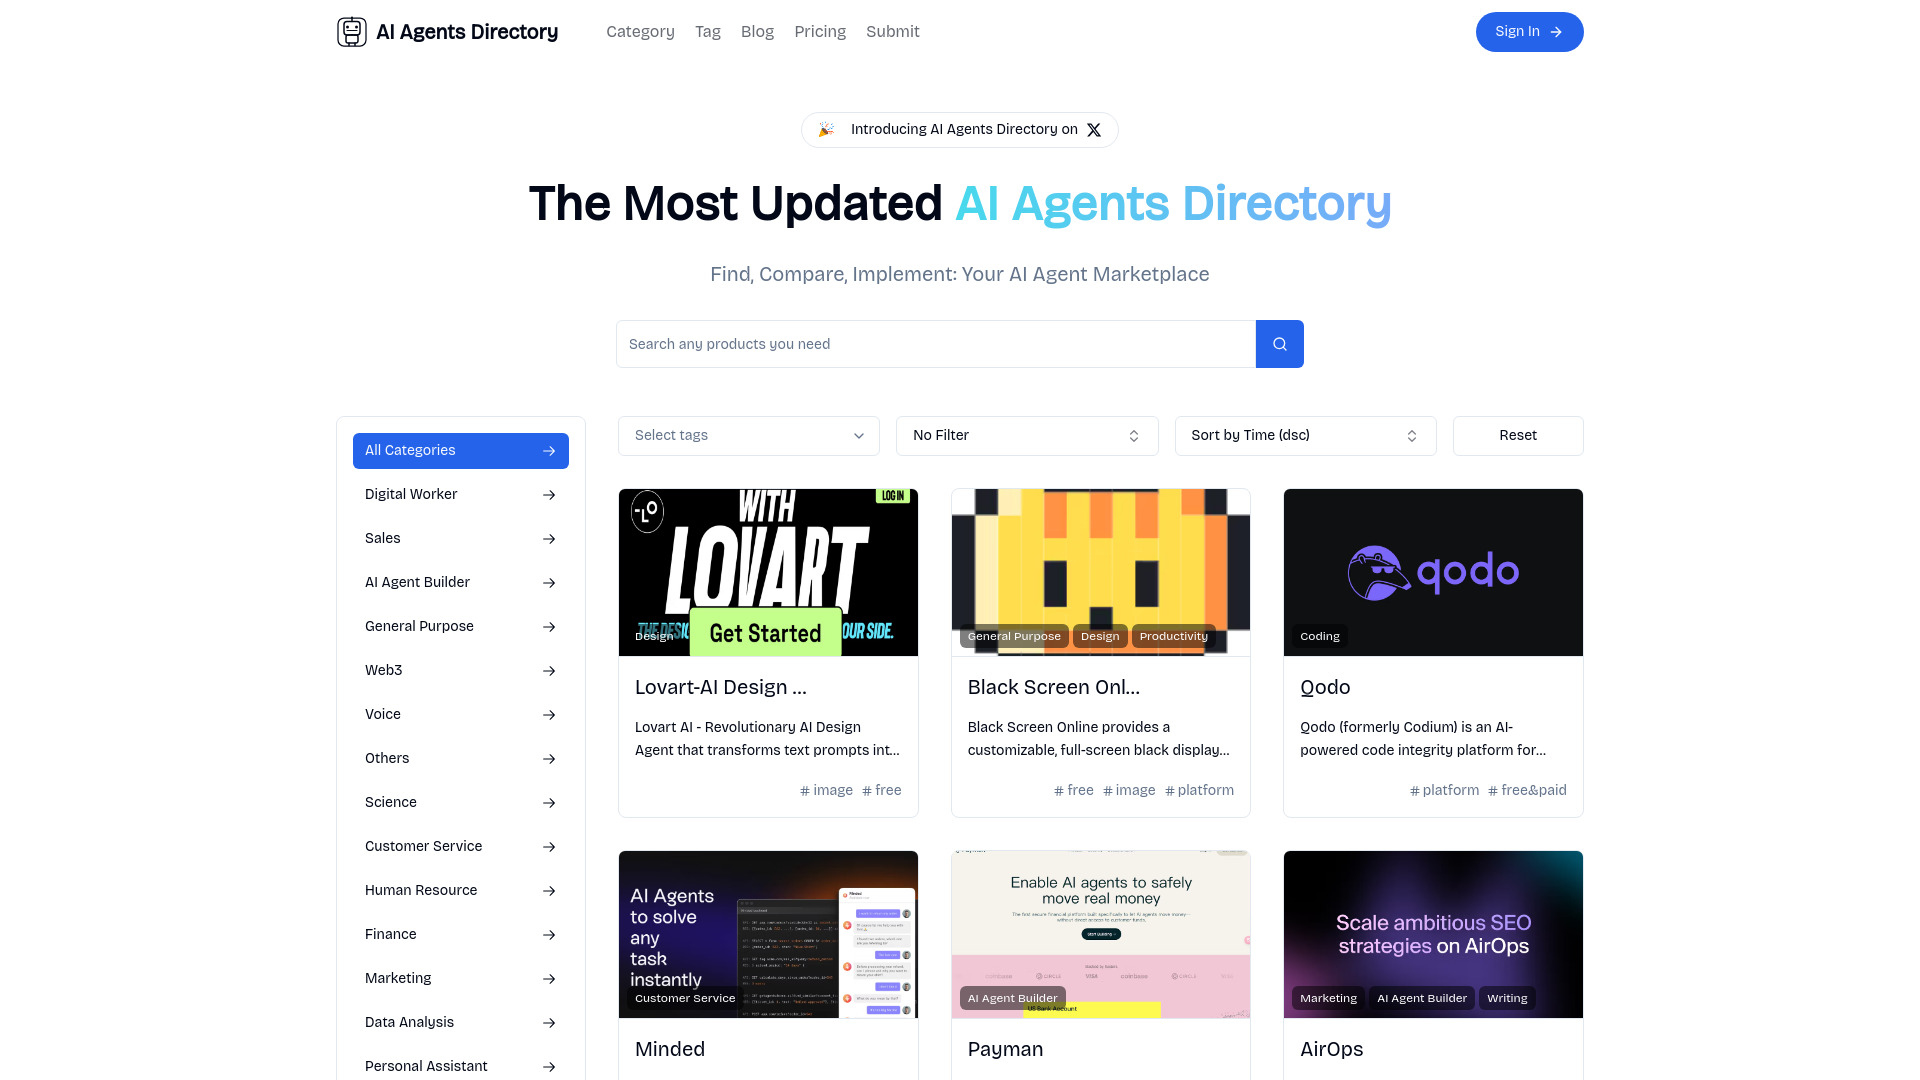 AI Agents Directory
Category Tag Blog Pricing Submit
Sign In
Introducing AI Agents Directory on X
The Most Updated AI Agents Directory
Find, Compare, Implement: Your AI Agent Marketplace
Search any products you need
All Categories
Digital Worker
Sales
AI Agent Builder
General Purpose
Web3
Voice
Others
Science
Customer Service
Human Resource
Finance
Marketing
Data Analysis
Personal Assistant
Select tags
No Filter
Sort by Time (dsc)
Reset
LOG IN
WITH
LOVART
Get Started
OUR SIDE.
Design
Lovart-AI Design ...
Lovart AI - Revolutionary AI Design
Agent that transforms text prompts int...
# image # free
General Purpose Design Productivity
Black Screen Onl...
Black Screen Online provides a
customizable, full-screen black display...
# free # image # platform
qodo
Coding
Qodo
Qodo (formerly Codium) is an AI-
powered code integrity platform for...
# platform # free&paid
AI Agents
to solve
any
task
instantly
Customer Service
Minded
Enable AI agents to safely
move real money
AI Agent Builder
US Bank Account
Payman
Scale ambitious SEO
strategies on AirOps
Marketing AI Agent Builder Writing
AirOps